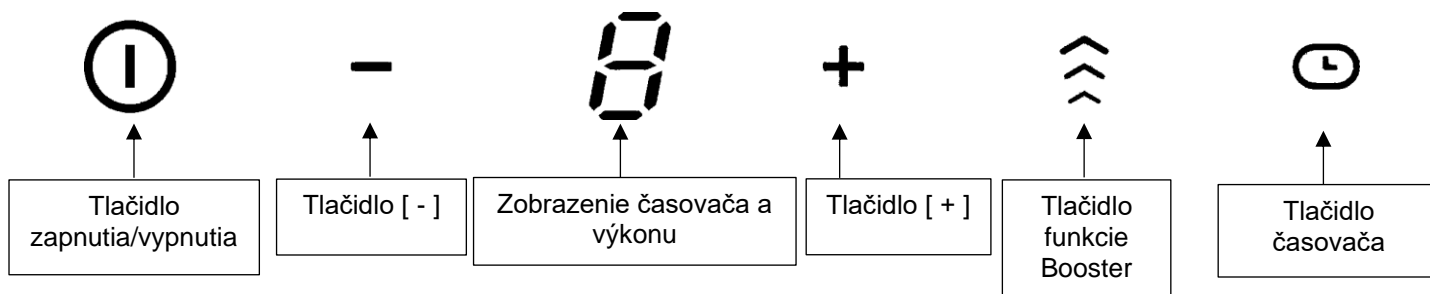 Tlačidlo
zapnutia/vypnutia
Tlačidlo [ - ]
Zobrazenie časovača a
výkonu
Tlačidlo [ + ]
Tlačidlo
funkcie
Booster
Tlačidlo
časovača